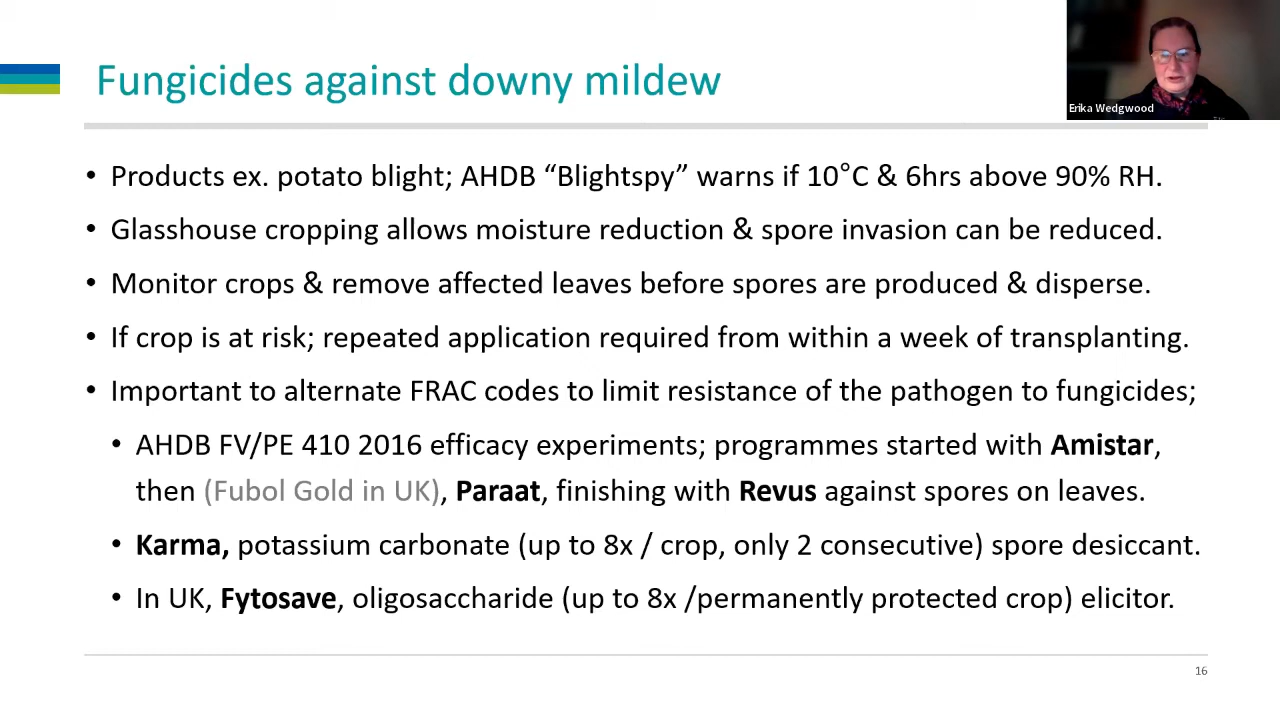 Fungicides against downy mildew
Erika Wedgwood
• Products ex. potato blight; AHDB “Blightspy” warns if 10°C & 6hrs above 90% RH.
• Glasshouse cropping allows moisture reduction & spore invasion can be reduced.
• Monitor crops & remove affected leaves before spores are produced & disperse.
• If crop is at risk; repeated application required from within a week of transplanting.
• Important to alternate FRAC codes to limit resistance of the pathogen to fungicides;
• AHDB FV/PE 410 2016 efficacy experiments; programmes started with Amistar,
then (Fubol Gold in UK), Paraat, finishing with Revus against spores on leaves.
• Karma, potassium carbonate (up to 8x / crop, only 2 consecutive) spore desiccant.
• In UK, Fytosave, oligosaccharide (up to 8x /permanently protected crop) elicitor.
16